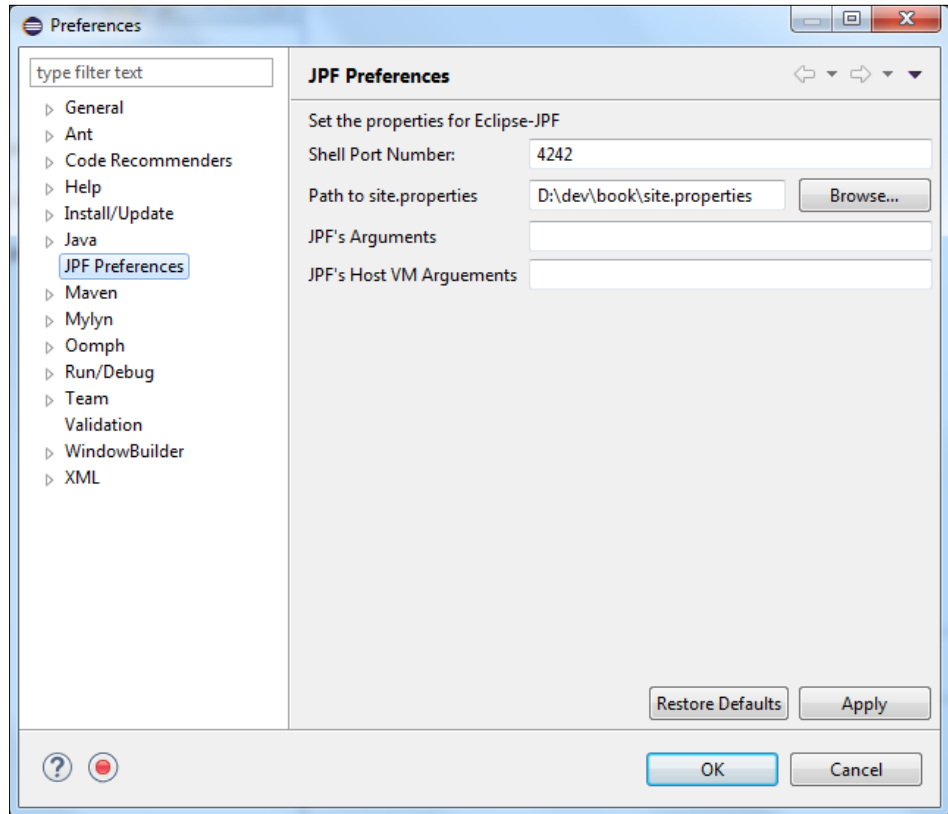 Preferences
type filter text
General
Ant
Code Recommenders
Help
Install/Update
Java
JPF Preferences
Maven
Mylyn
Oomph
Run/Debug
Team
Validation
WindowBuilder
XML
JPF Preferences
Set the properties for Eclipse-JPF
Shell Port Number: 4242
Path to site.properties D:\dev\book\site.properties Browse...
JPF's Arguments
JPF's Host VM Arguements
Restore Defaults Apply
? OK Cancel